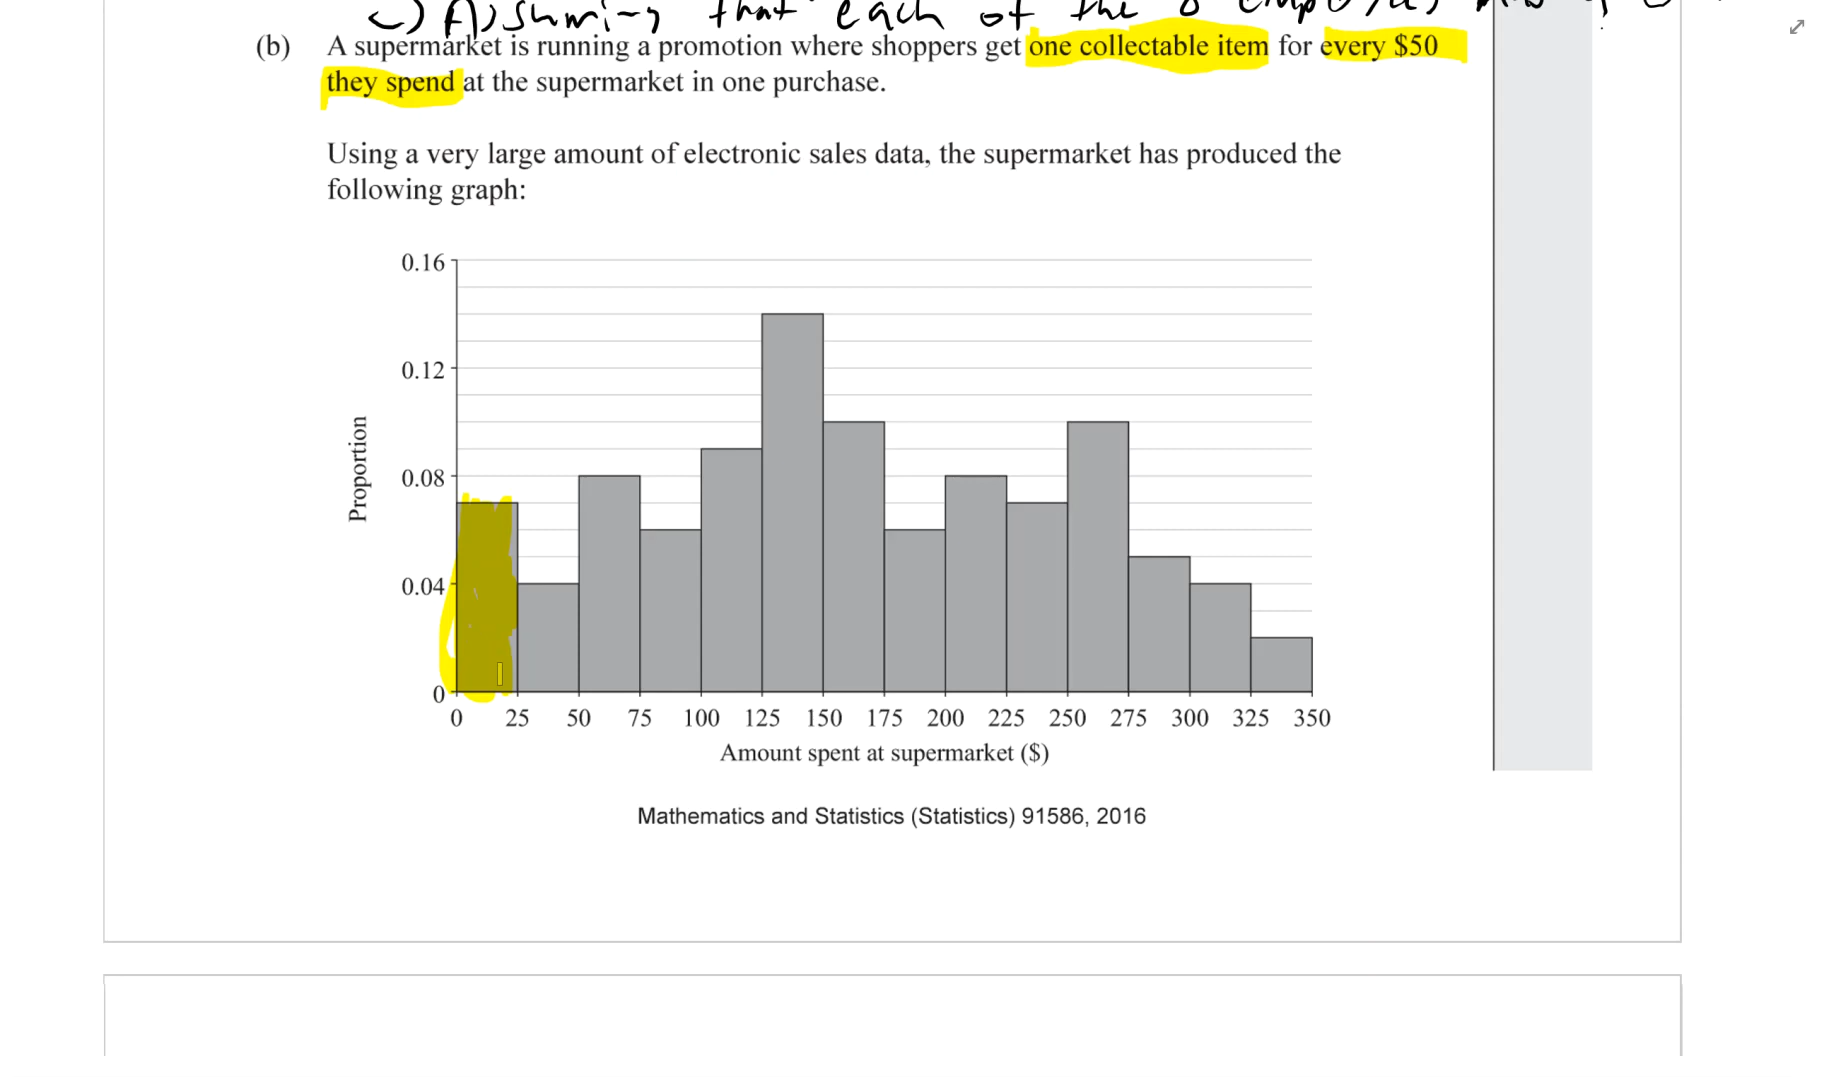 c) Assuming that each of the 8
(b) A supermarket is running a promotion where shoppers get one collectable item for every $50
they spend at the supermarket in one purchase.
Using a very large amount of electronic sales data, the supermarket has produced the
following graph:
0.16
0.12
0.08
0.04
0
Proportion
0 25 50 75 100 125 150 175 200 225 250 275 300 325 350
Amount spent at supermarket ($)
Mathematics and Statistics (Statistics) 91586, 2016